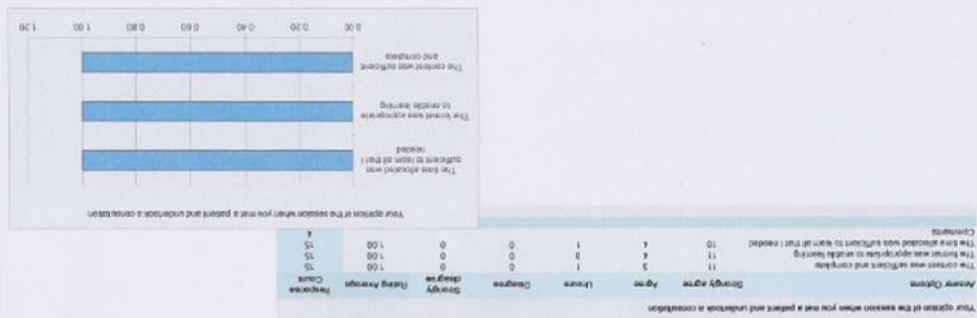 Your opinion of the session when you met a patient and undertook a consultation
Answer Options Strongly agree Agree Unsure Disagree Strongly disagree Rating Average Response Count
The content was sufficient and complete 11 3 1 0 0 1.00 15
The format was appropriate to enable learning 11 4 0 0 0 1.00 15
The time allocated was sufficient to learn all that I needed 10 4 1 0 0 1.00 15
Comments 4
Your opinion of the session when you met a patient and undertook a consultation
The time allocated was
sufficient to learn all that I
needed
The format was appropriate
to enable learning
The content was sufficient
and complete
0.00 0.20 0.40 0.60 0.80 1.00 1.20